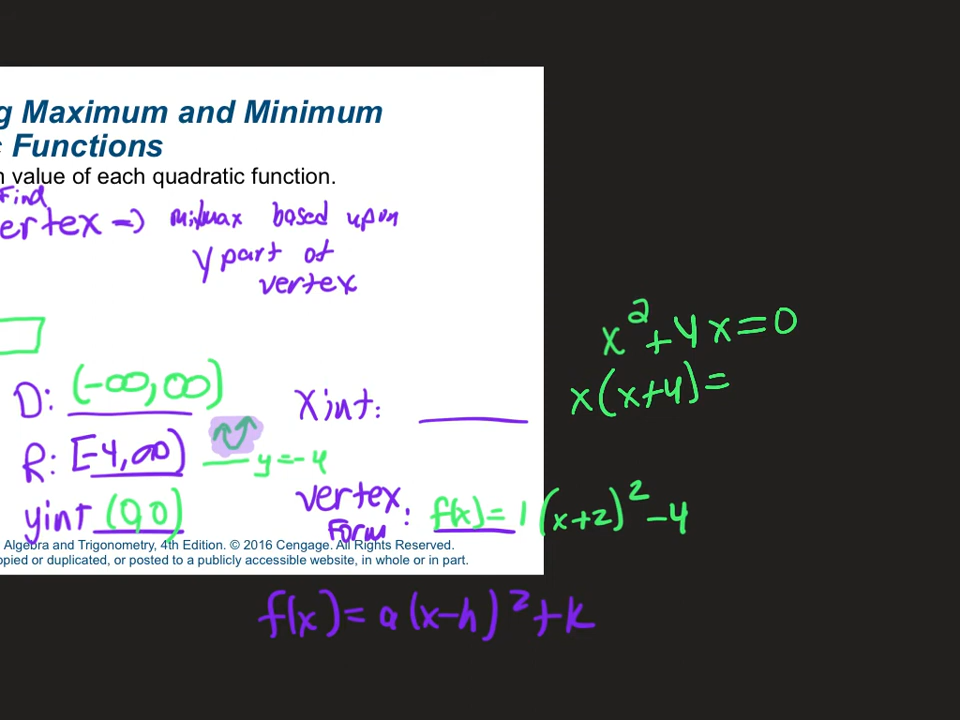 g Maximum and Minimum
c Functions
n value of each quadratic function.
Find
ertex => min/max based upon
y part of
vertex
x²+4x=0
x(x+4)=
D: (-∞,∞)
X int:
R: [-4,∞)
y=-4
yint (0,0)
vertex
Form : f(x)= 1(x+2)²-4
Algebra and Trigonometry, 4th Edition. © 2016 Cengage. All Rights Reserved.
opied or duplicated, or posted to a publicly accessible website, in whole or in part.
f(x)=a(x-h)²+k